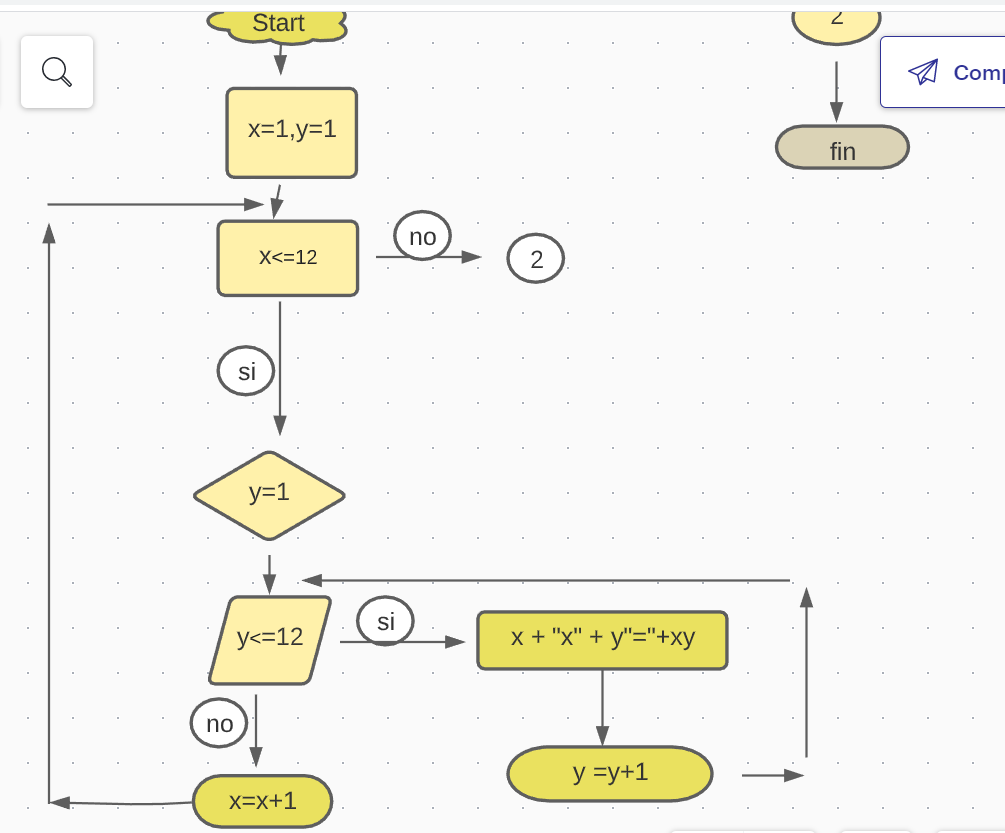 Start
2
Comp
fin
x=1,y=1
x<=12
no
2
si
y=1
y<=12
si
x + "x" + y"="+xy
no
y =y+1
x=x+1